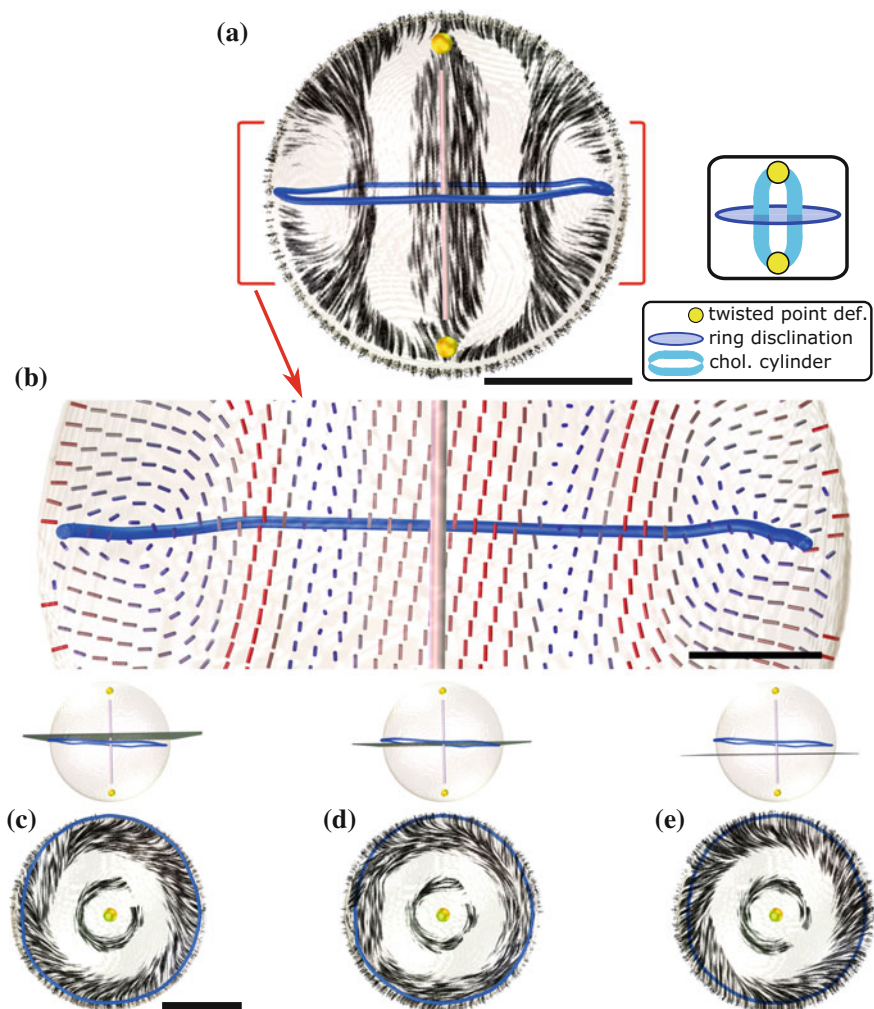 (a)
twisted point def.
ring disclination
chol. cylinder
(b)
(c)
(d)
(e)